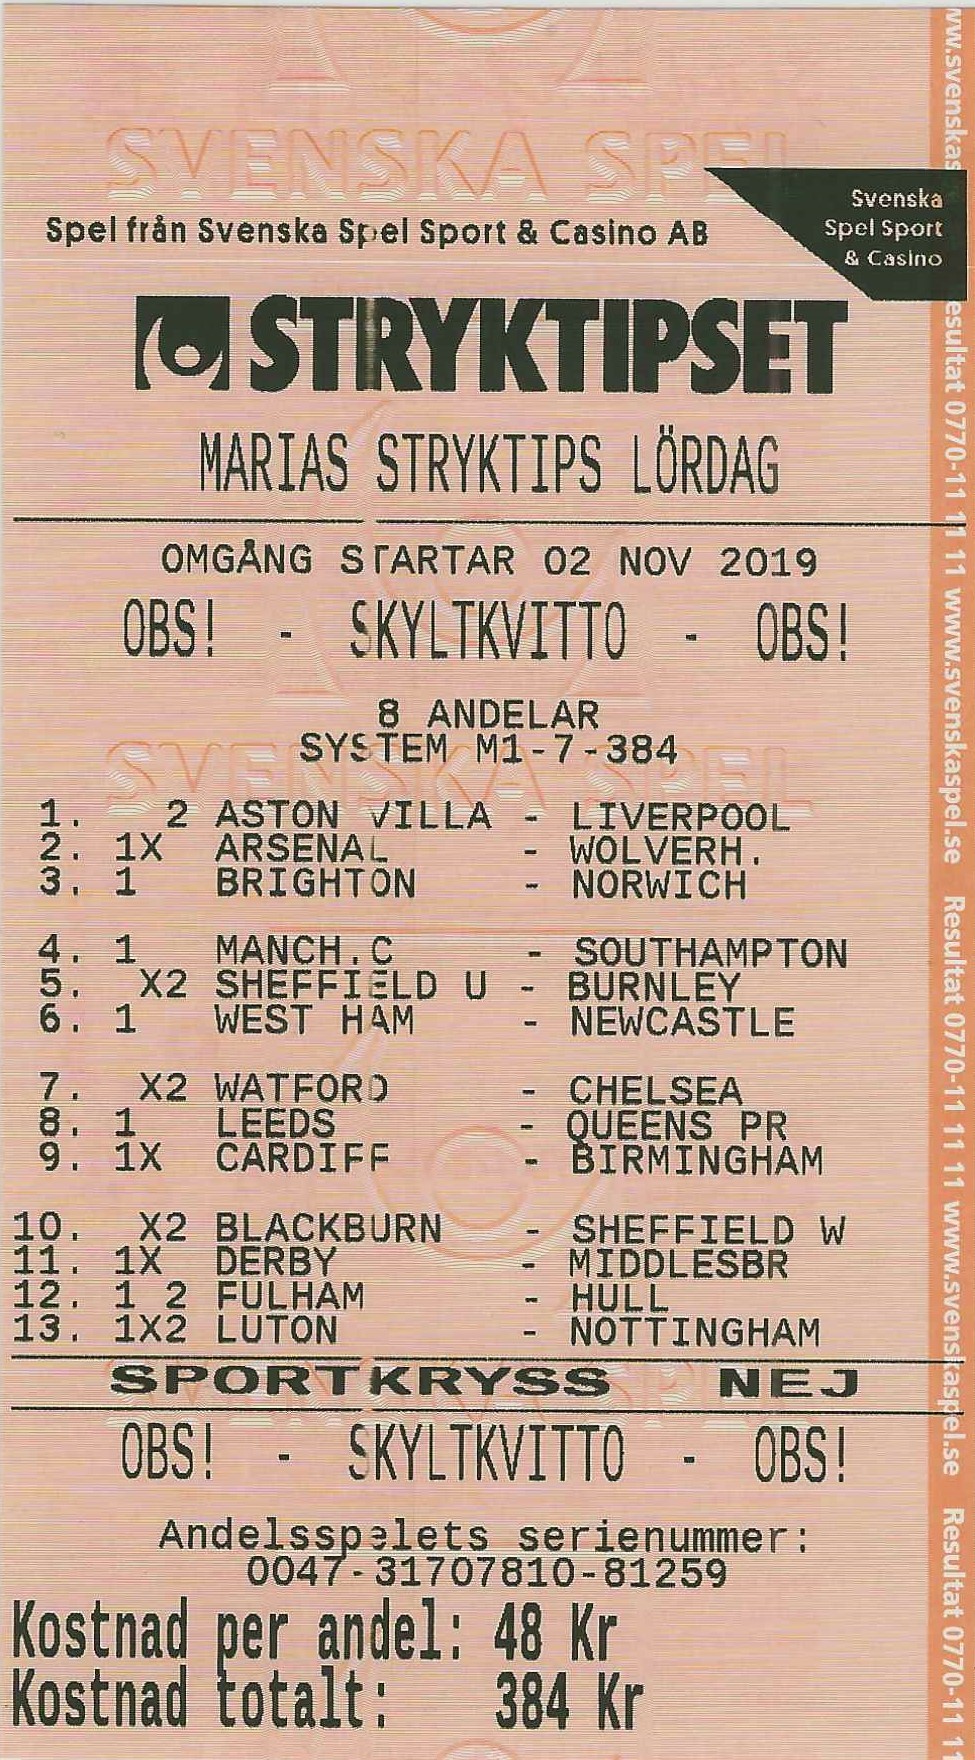 SVENSKA SPEL
Spel från Svenska Spel Sport & Casino AB
Svenska
Spel Sport
& Casino
STRYKTIPSET
MARIAS STRYKTIPS LÖRDAG
OMGÅNG STARTAR 02 NOV 2019
OBS! - SKYLTKVITTO - OBS!
8 ANDELAR
SYSTEM M1-7-384
SVENSKA SPEL
1. 2 ASTON VILLA - LIVERPOOL
2. 1X ARSENAL - WOLVERH.
3. 1 BRIGHTON - NORWICH
4. 1 MANCH.C - SOUTHAMPTON
5. X2 SHEFFIELD U - BURNLEY
6. 1 WEST HAM - NEWCASTLE
7. X2 WATFORD - CHELSEA
8. 1 LEEDS - QUEENS PR
9. 1X CARDIFF - BIRMINGHAM
10. X2 BLACKBURN - SHEFFIELD W
11. 1X DERBY - MIDDLESBR
12. 1 2 FULHAM - HULL
13. 1X2 LUTON - NOTTINGHAM
SPORTKRYSS NEJ
OBS! - SKYLTKVITTO - OBS!
Andelsspelets serienummer:
0047-31707810-81259
Kostnad per andel: 48 Kr
Kostnad totalt: 384 Kr
www.svenskas esultat 0770-11 11 11 www.svenskaspel.se Resultat 0770-11 11 11 www.svenskaspel.se Resultat 0770-11 11